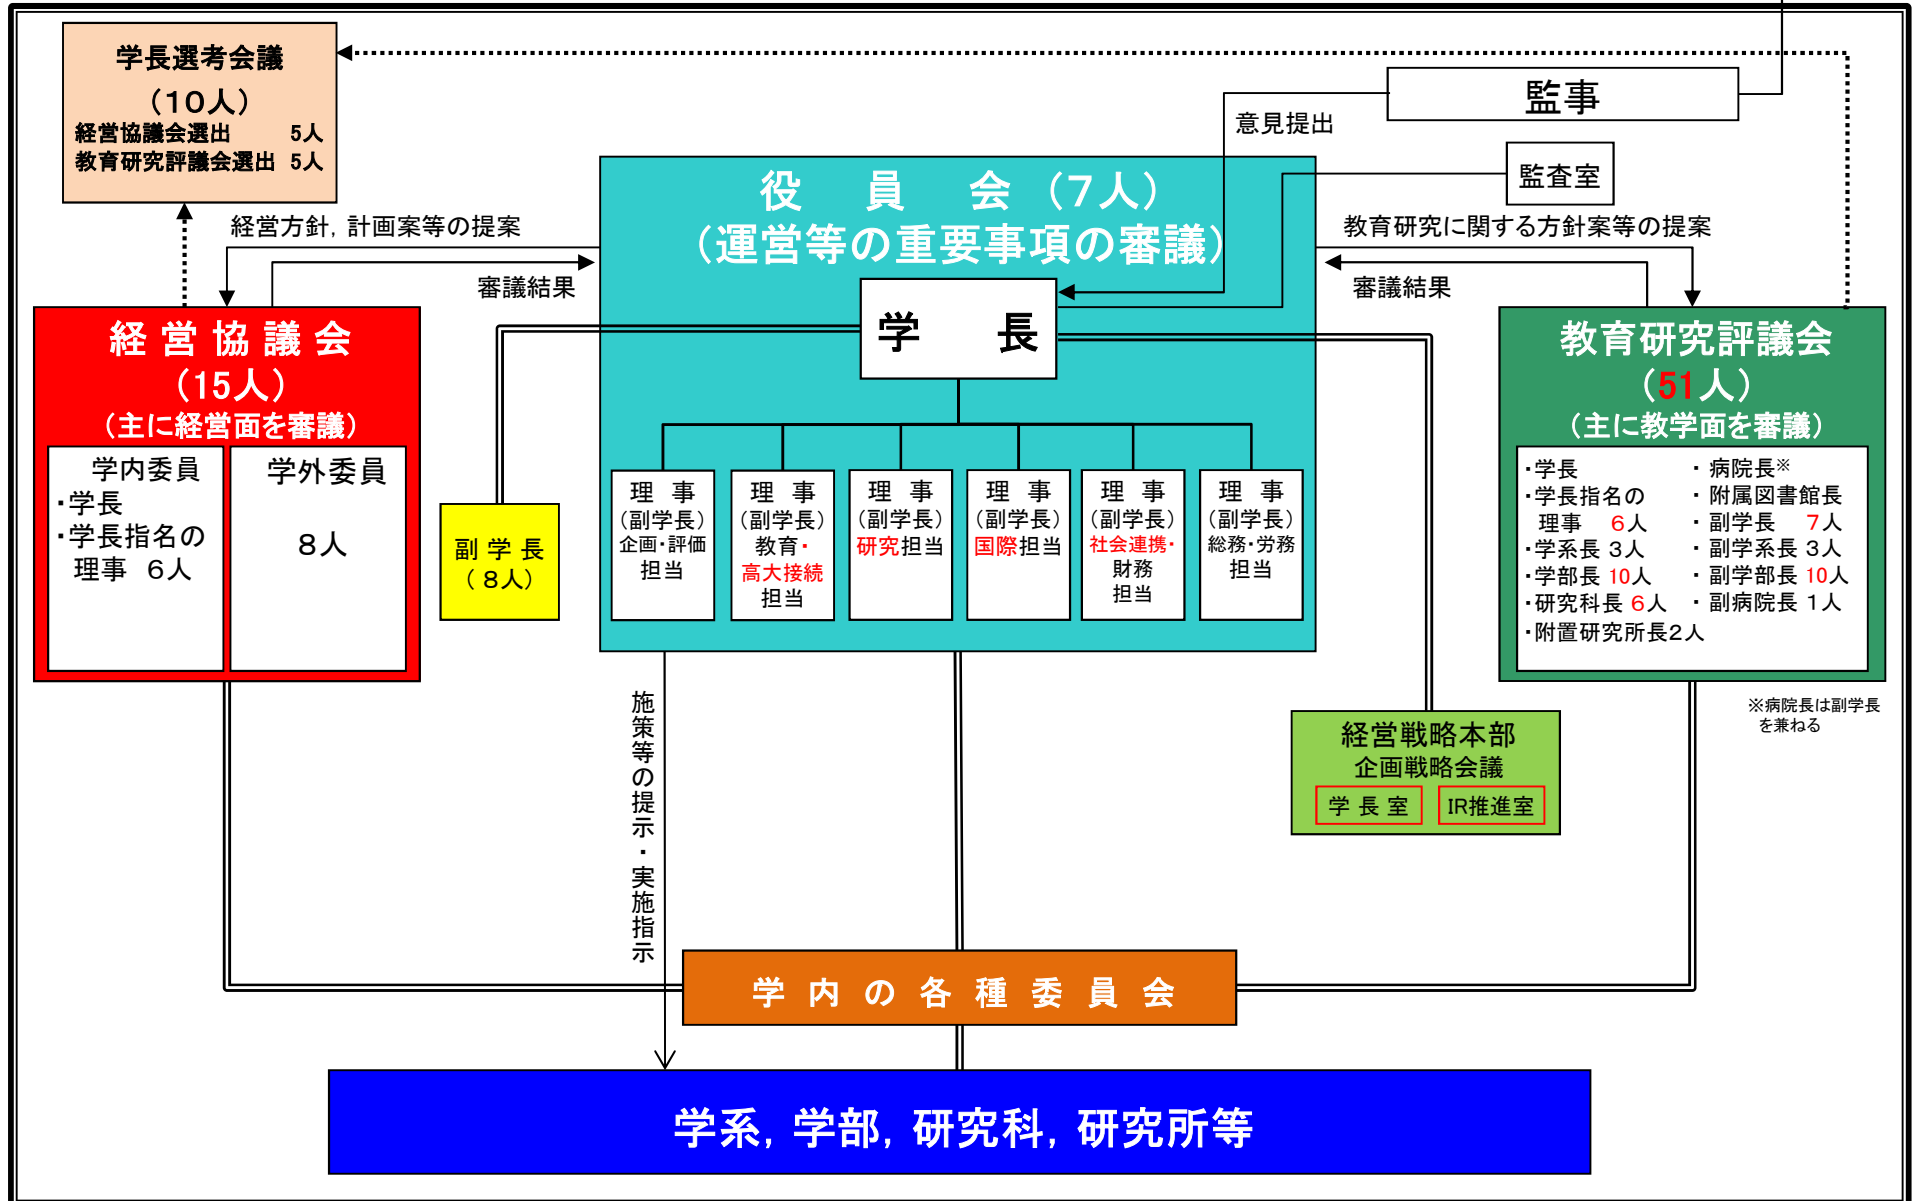 学長選考会議
（10人）
経営協議会選出　5人
教育研究評議会選出　5人
監事
意見提出
監査室
役　員　会（7人）
（運営等の重要事項の審議）
経営方針，計画案等の提案
審議結果
教育研究に関する方針案等の提案
審議結果
学　長
経営協議会
（15人）
（主に経営面を審議）
学内委員
・学長
・学長指名の
理事　6人
学外委員
8人
副学長
（8人）
理　事
（副学長）
企画・評価
担当
理　事
（副学長）
教育・
高大接続
担当
理　事
（副学長）
研究担当
理　事
（副学長）
国際担当
理　事
（副学長）
社会連携・
財務
担当
理　事
（副学長）
総務・労務
担当
教育研究評議会
（51人）
（主に教学面を審議）
・学長
・学長指名の
理事　6人
・学系長 3人
・学部長 10人
・研究科長 6人
・附置研究所長2人
・病院長※
・附属図書館長
・副学長　7人
・副学系長 3人
・副学部長 10人
・副病院長 1人
※病院長は副学長
を兼ねる
経営戦略本部
企画戦略会議
学長室
IR推進室
施策等の提示・実施指示
学内の各種委員会
学系，学部，研究科，研究所等